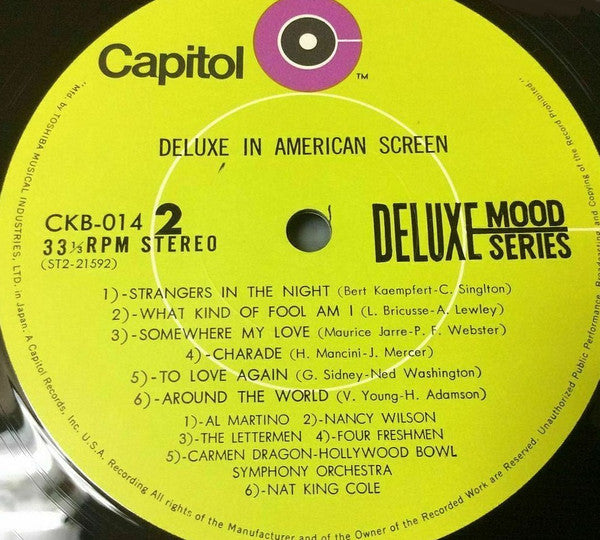 Capitol
TM
DELUXE IN AMERICAN SCREEN
CKB-014 2
33⅓ RPM STEREO
(ST2-21592)
DELUXE MOOD SERIES
1)-STRANGERS IN THE NIGHT (Bert Kaempfert-C. Singlton)
2)-WHAT KIND OF FOOL AM I (L. Bricusse-A. Lewley)
3)-SOMEWHERE MY LOVE (Maurice Jarre-P. F. Webster)
4)-CHARADE (H. Mancini-J. Mercer)
5)-TO LOVE AGAIN (G. Sidney-Ned Washington)
6)-AROUND THE WORLD (V. Young-H. Adamson)
1)-AL MARTINO 2)-NANCY WILSON
3)-THE LETTERMEN 4)-FOUR FRESHMEN
5)-CARMEN DRAGON-HOLLYWOOD BOWL
SYMPHONY ORCHESTRA
6)-NAT KING COLE
"Mfd. by TOSHIBA MUSICAL INDUSTRIES, LTD. in Japan. A Capitol Records, Inc. U.S.A. Recording All rights of the Manufacturer and of the Owner of the Recorded Work are Reserved. Unauthorized Public Performance, Broadcasting and Copying of the Record Prohibited."